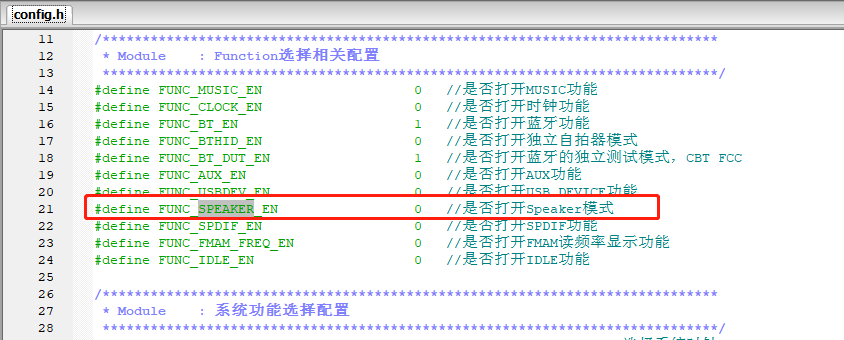 config.h
11 /*****************************************************************************
12 * Module : Function选择相关配置
13 *****************************************************************************/
14 #define FUNC_MUSIC_EN 0 //是否打开MUSIC功能
15 #define FUNC_CLOCK_EN 0 //是否打开时钟功能
16 #define FUNC_BT_EN 1 //是否打开蓝牙功能
17 #define FUNC_BTHID_EN 0 //是否打开独立自拍器模式
18 #define FUNC_BT_DUT_EN 1 //是否打开蓝牙的独立测试模式，CBT FCC
19 #define FUNC_AUX_EN 0 //是否打开AUX功能
20 #define FUNC_USBDEV_EN 0 //是否打开USB DEVICE功能
21 #define FUNC_SPEAKER_EN 0 //是否打开Speaker模式
22 #define FUNC_SPDIF_EN 0 //是否打开SPDIF功能
23 #define FUNC_FMAM_FREQ_EN 0 //是否打开FMAM读频率显示功能
24 #define FUNC_IDLE_EN 0 //是否打开IDLE功能
25
26 /*****************************************************************************
27 * Module : 系统功能选择配置
28 *****************************************************************************/